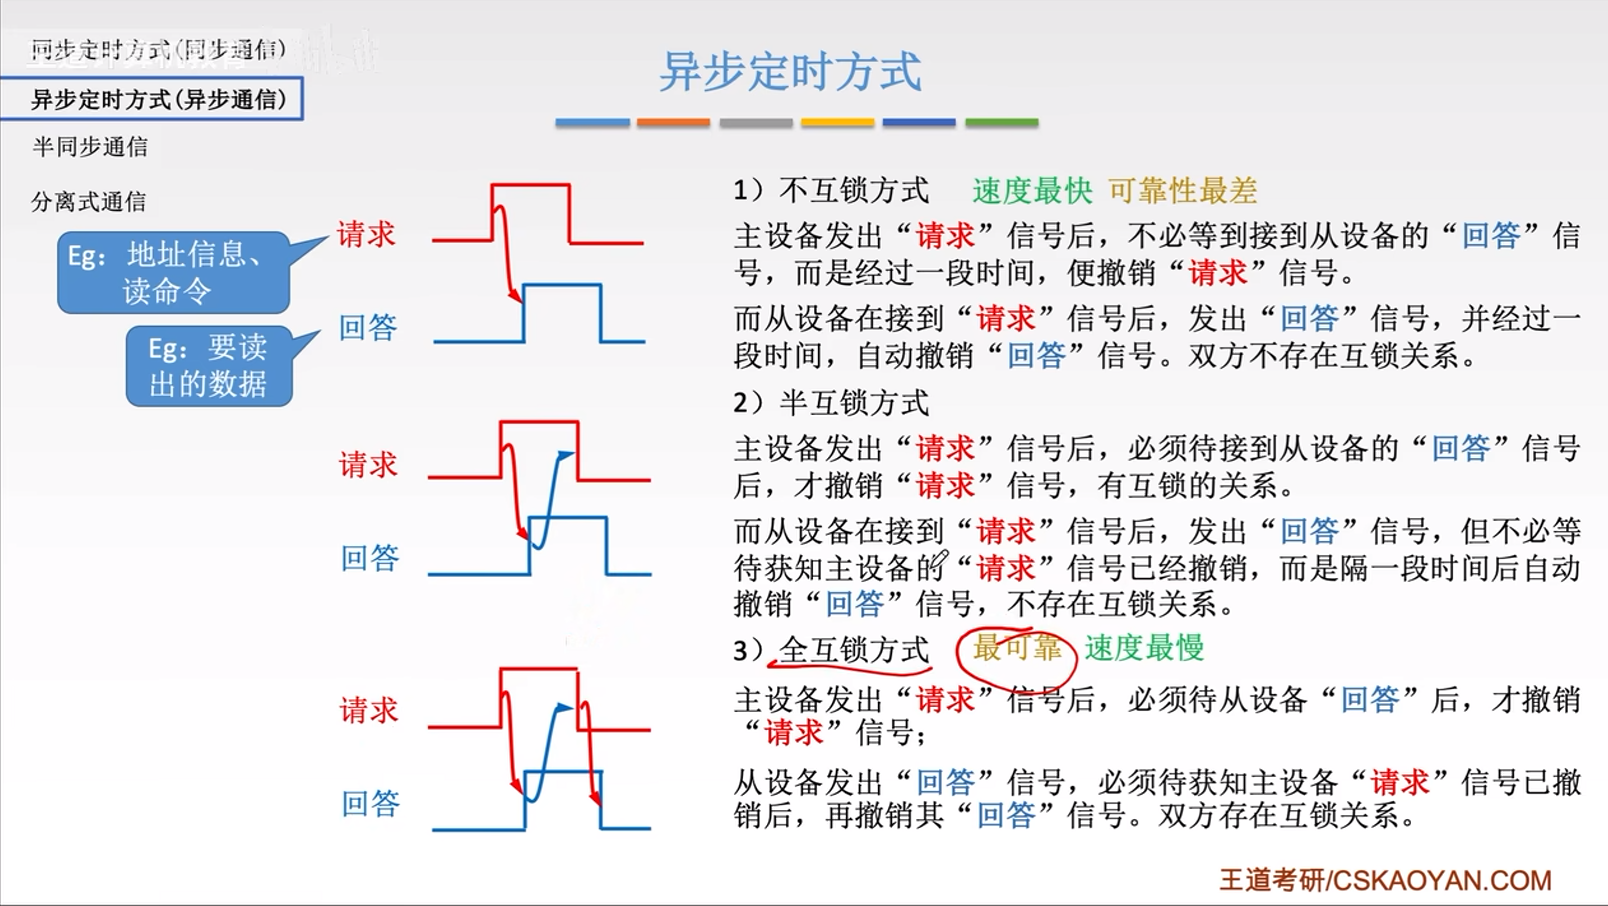 同步定时方式(同步通信)
异步定时方式(异步通信)
半同步通信
分离式通信
异步定时方式
请求
Eg：地址信息、
读命令
回答
Eg：要读
出的数据
1）不互锁方式 速度最快 可靠性最差
主设备发出“请求”信号后，不必等到接到从设备的“回答”信
号，而是经过一段时间，便撤销“请求”信号。
而从设备在接到“请求”信号后，发出“回答”信号，并经过一
段时间，自动撤销“回答”信号。双方不存在互锁关系。
请求
回答
2）半互锁方式
主设备发出“请求”信号后，必须待接到从设备的“回答”信号
后，才撤销“请求”信号，有互锁的关系。
而从设备在接到“请求”信号后，发出“回答”信号，但不必等
待获知主设备的“请求”信号已经撤销，而是隔一段时间后自动
撤销“回答”信号，不存在互锁关系。
请求
回答
3）全互锁方式 最可靠 速度最慢
主设备发出“请求”信号后，必须待从设备“回答”后，才撤销
“请求”信号；
从设备发出“回答”信号，必须待获知主设备“请求”信号已撤
销后，再撤销其“回答”信号。双方存在互锁关系。
王道考研/CSKAOYAN.COM